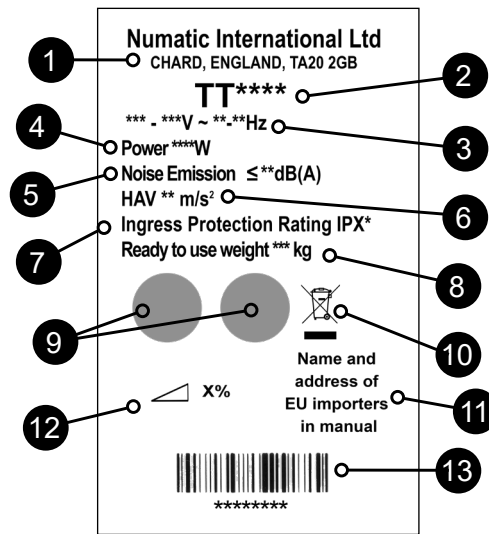 Numatic International Ltd
1 CHARD, ENGLAND, TA20 2GB
TT**** 2
*** - ***V ~ **-**Hz 3
4 Power ****W
5 Noise Emission ≤ **dB(A)
HAV ** m/s² 6
7 Ingress Protection Rating IPX*
Ready to use weight *** kg 8
9
10
Name and
address of
EU importers
in manual
11
12 X%
13
********